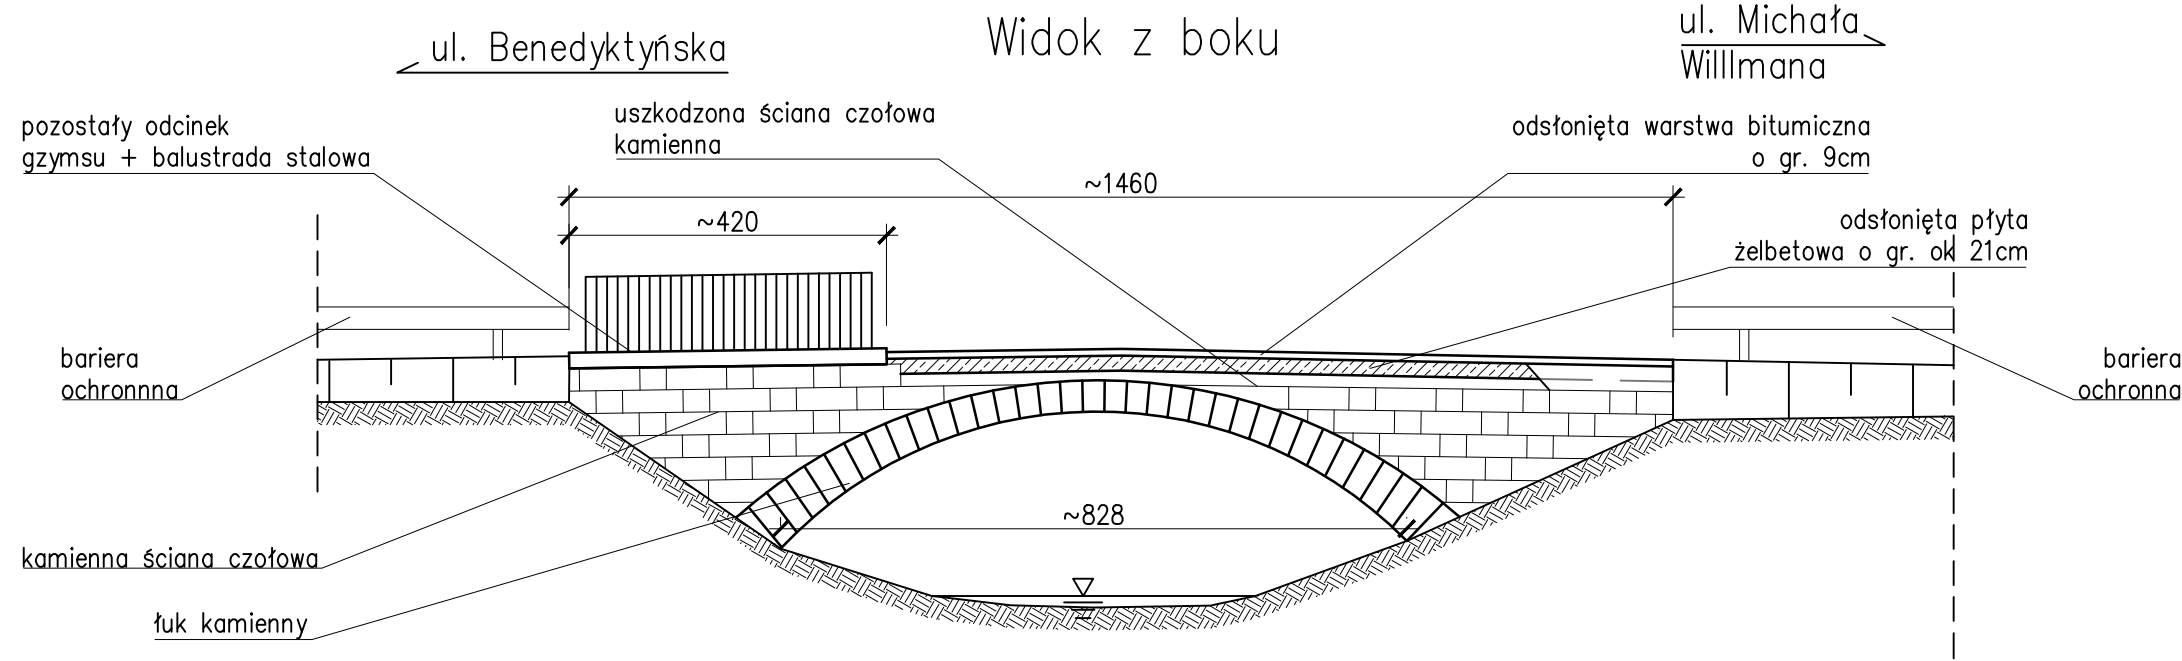 Widok z boku
ul. Benedyktyńska
ul. Michała
Willlmana
pozostały odcinek
gzymsu + balustrada stalowa
uszkodzona ściana czołowa
kamienna
odsłonięta warstwa bitumiczna
o gr. 9cm
~1460
~420
odsłonięta płyta
żelbetowa o gr. ok 21cm
bariera
ochronnna
bariera
ochronna
~828
kamienna ściana czołowa
łuk kamienny